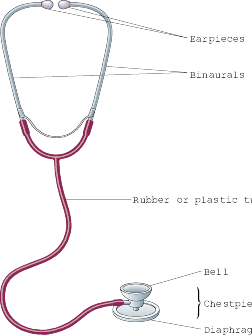 Earpieces
Binaurals
Rubber or plastic tu
Bell
Chestpie
Diaphrag